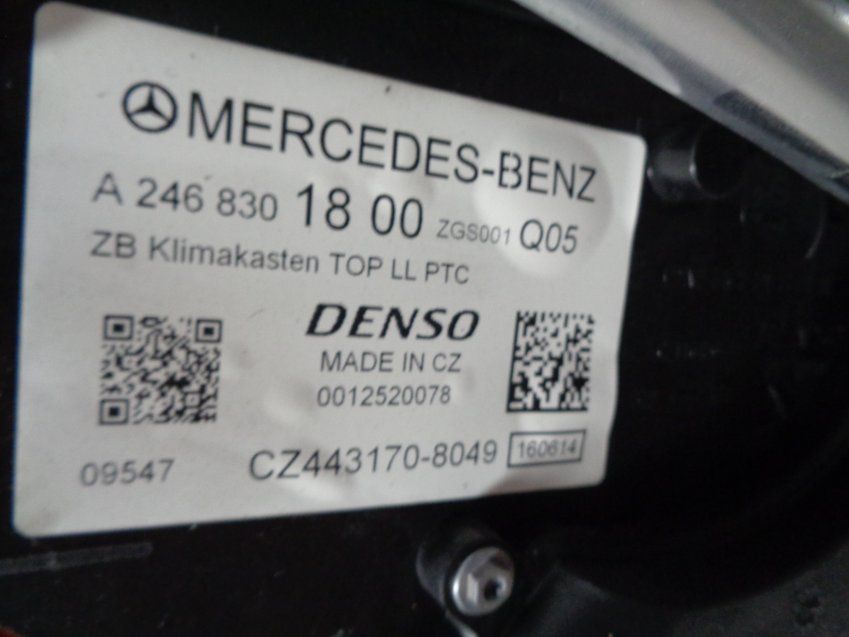 MERCEDES-BENZ
A 246 830 18 00 ZGS001 Q05
ZB Klimakasten TOP LL PTC
DENSO
MADE IN CZ
0012520078
09547 CZ443170-8049 160614